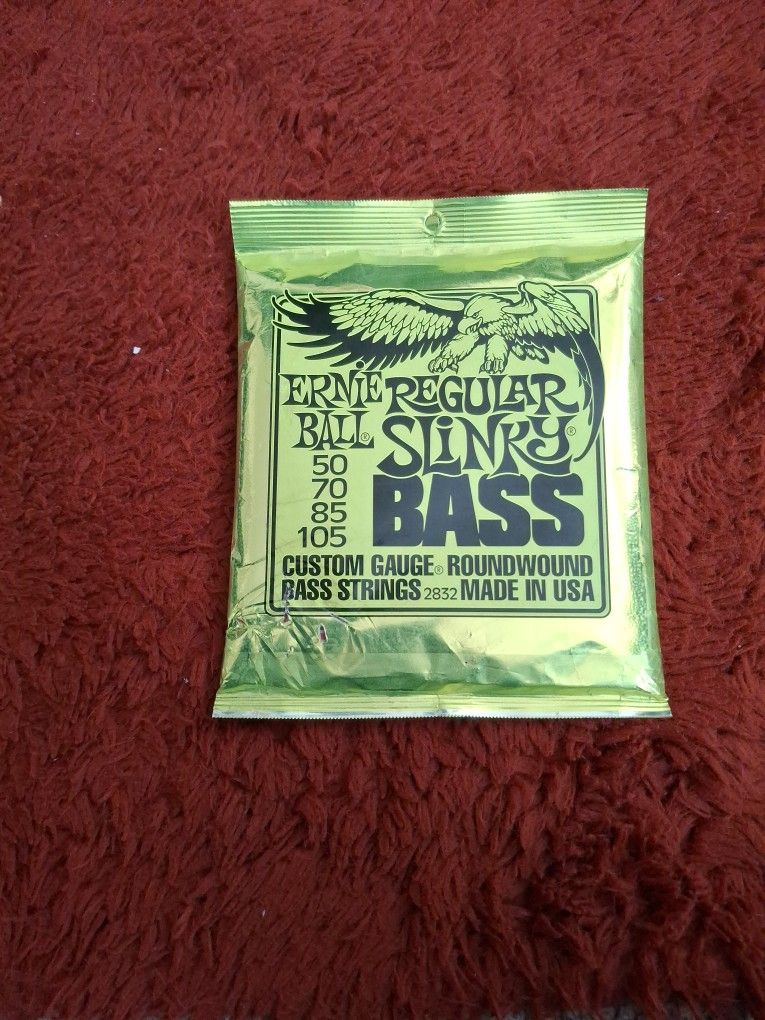 ERNIE BALL®
REGULAR SLINKY®
BASS
50
70
85
105
CUSTOM GAUGE® ROUNDWOUND
BASS STRINGS 2832 MADE IN USA